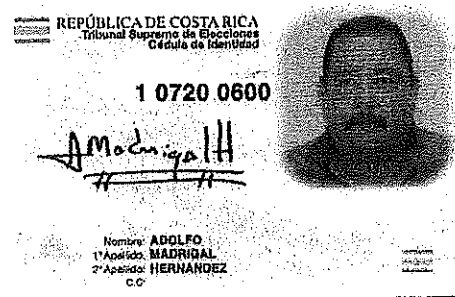 REPÚBLICA DE COSTA RICA
Tribunal Supremo de Elecciones
Cédula de Identidad
1 0720 0600
AMadrigalH
Nombre: ADOLFO
1°Apellido: MADRIGAL
2°Apellido: HERNANDEZ
C.C: